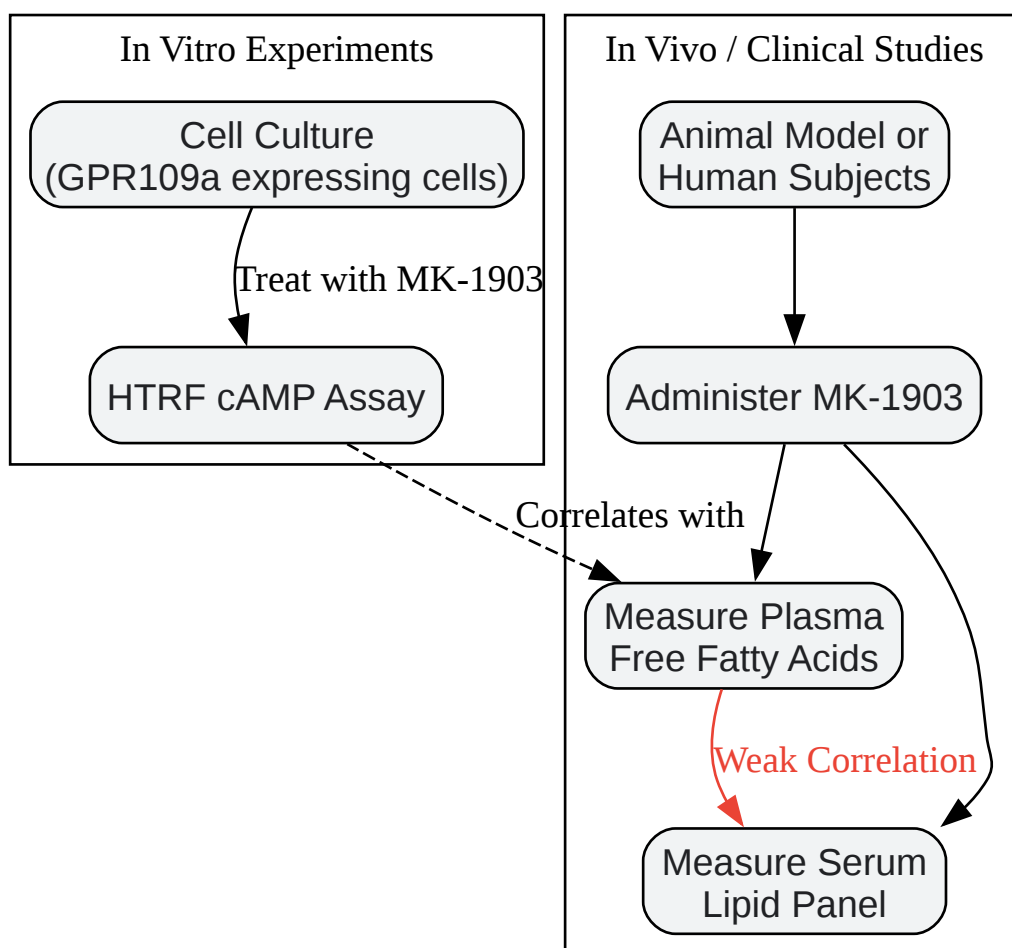 In Vitro Experiments
Cell Culture
(GPR109a expressing cells)
Treat with MK-1903
HTRF cAMP Assay
In Vivo / Clinical Studies
Animal Model or
Human Subjects
Administer MK-1903
Correlates with
Measure Plasma
Free Fatty Acids
Weak Correlation
Measure Serum
Lipid Panel